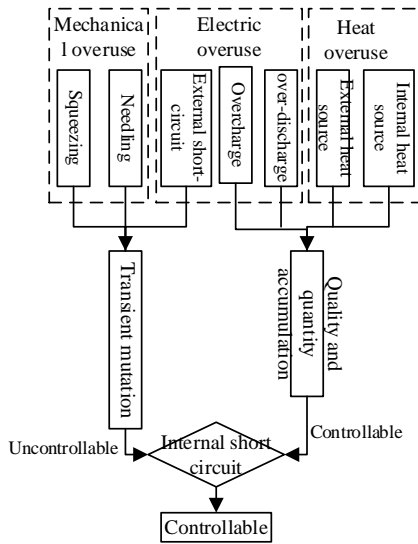 Mechanica
l overuse
Electric
overuse
Heat
overuse
Squeezing
Needling
External short-
circuit
Overcharge
over-discharge
External heat
source
Internal heat
source
Transient mutation
Quality and
quantity
accumulation
Uncontrollable
Controllable
Internal short
circuit
Controllable